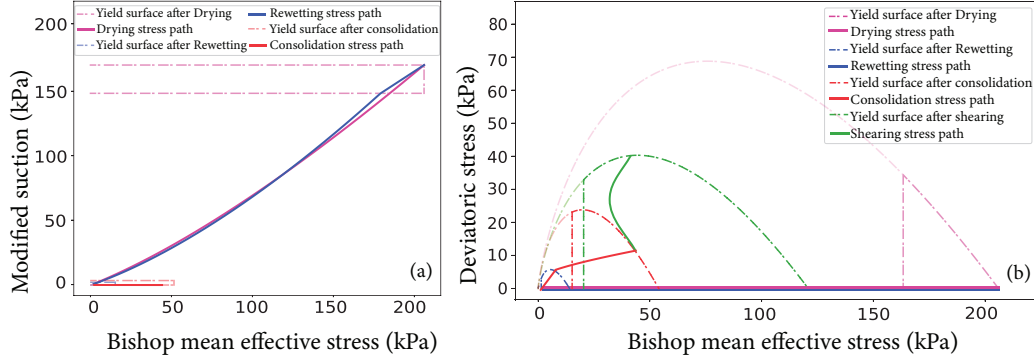 Yield surface after Drying
Drying stress path
Yield surface after Rewetting
Rewetting stress path
Yield surface after consolidation
Consolidation stress path
200
150
100
50
0
Modified suction (kPa)
0 50 100 150 200
Bishop mean effective stress (kPa)
(a)
Yield surface after Drying
Drying stress path
Yield surface after Rewetting
Rewetting stress path
Yield surface after consolidation
Consolidation stress path
Yield surface after shearing
Shearing stress path
80
70
60
50
40
30
20
10
0
Deviatoric stress (kPa)
0 50 100 150 200
Bishop mean effective stress (kPa)
(b)